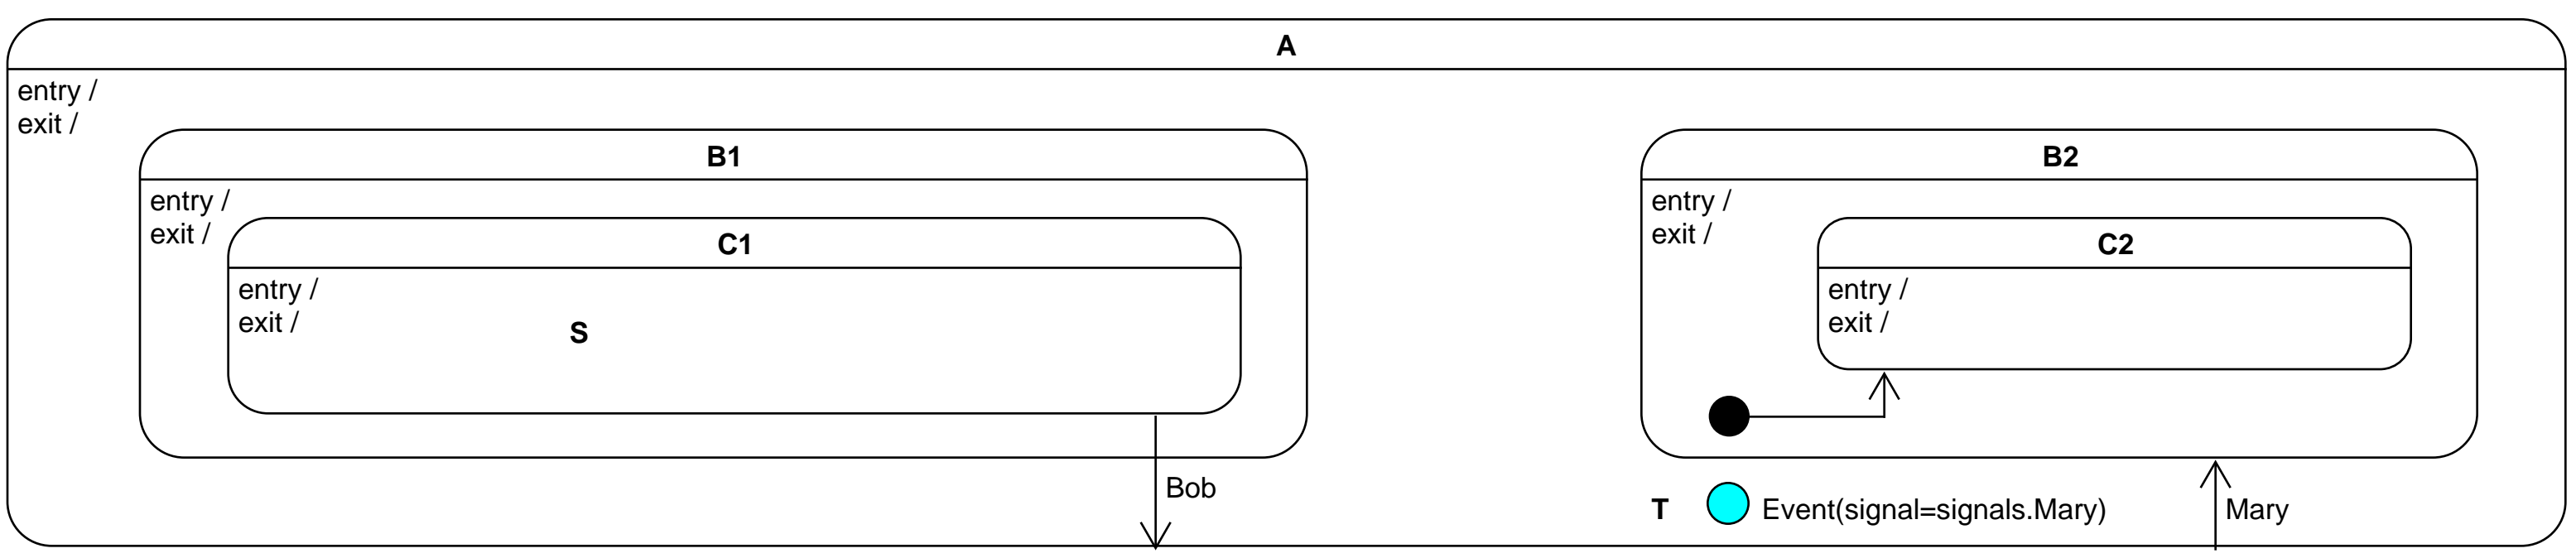 A
entry /
exit /
B1
entry /
exit /
C1
entry /
exit /
S
Bob
B2
entry /
exit /
C2
entry /
exit /
T Event(signal=signals.Mary)
Mary